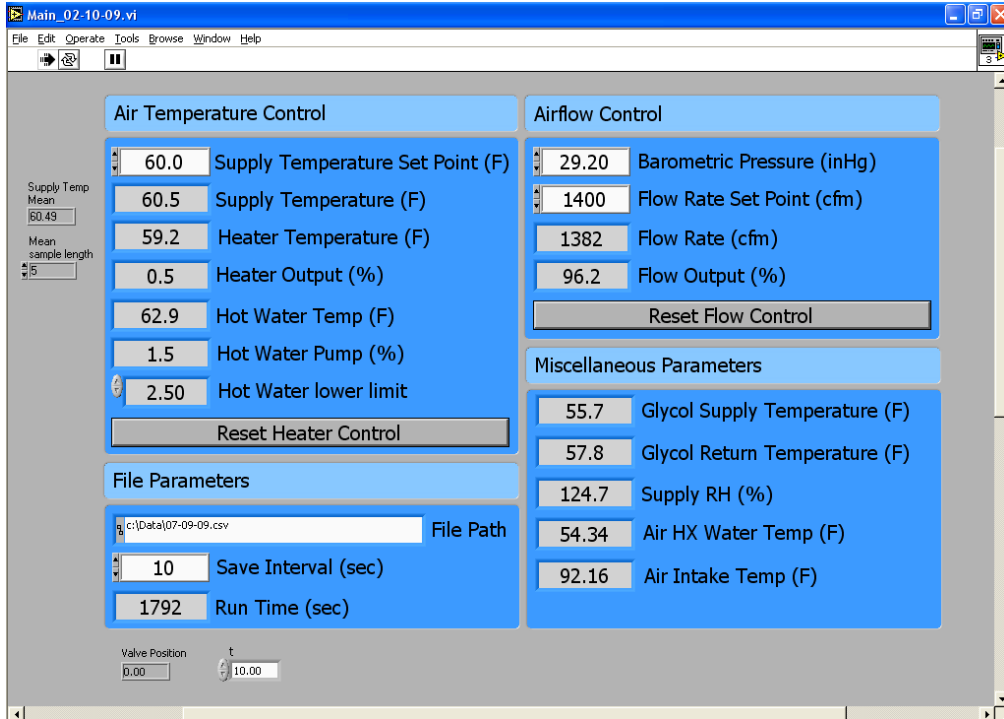 Main_02-10-09.vi
File Edit Operate Tools Browse Window Help
3
Air Temperature Control
60.0 Supply Temperature Set Point (F)
60.5 Supply Temperature (F)
59.2 Heater Temperature (F)
0.5 Heater Output (%)
62.9 Hot Water Temp (F)
1.5 Hot Water Pump (%)
2.50 Hot Water lower limit
Reset Heater Control
Supply Temp
Mean
60.49
Mean
sample length
5
File Parameters
c:\Data\07-09-09.csv File Path
10 Save Interval (sec)
1792 Run Time (sec)
Valve Position
0.00
t
10.00
Airflow Control
29.20 Barometric Pressure (inHg)
1400 Flow Rate Set Point (cfm)
1382 Flow Rate (cfm)
96.2 Flow Output (%)
Reset Flow Control
Miscellaneous Parameters
55.7 Glycol Supply Temperature (F)
57.8 Glycol Return Temperature (F)
124.7 Supply RH (%)
54.34 Air HX Water Temp (F)
92.16 Air Intake Temp (F)